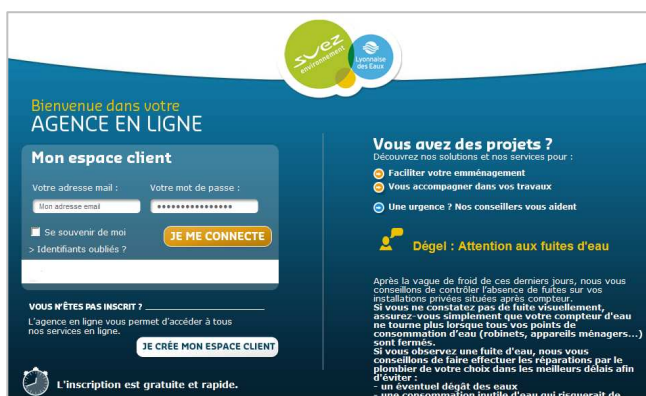 suez
environnement
Lyonnaise
des Eaux
Bienvenue dans votre
AGENCE EN LIGNE
Mon espace client
Votre adresse mail :
Votre mot de passe :
Mon adresse email
••••••••••••••••
Se souvenir de moi
> Identifiants oubliés ?
JE ME CONNECTE
VOUS N'ÊTES PAS INSCRIT ?
L'agence en ligne vous permet d'accéder à tous
nos services en ligne.
JE CRÉE MON ESPACE CLIENT
L'inscription est gratuite et rapide.
Vous avez des projets ?
Découvrez nos solutions et nos services pour :
Faciliter votre emménagement
Vous accompagner dans vos travaux
Une urgence ? Nos conseillers vous aident
Dégel : Attention aux fuites d'eau
Après la vague de froid de ces derniers jours, nous vous
conseillons de contrôler l'absence de fuites sur vos
installations privées situées après compteur.
Si vous ne constatez pas de fuite visuellement,
assurez-vous simplement que votre compteur d'eau
ne tourne plus lorsque tous vos points de
consommation d'eau (robinets, appareils ménagers...)
sont fermés.
Si vous observez une fuite d'eau, nous vous
conseillons de faire effectuer les réparations par le
plombier de votre choix dans les meilleurs délais afin
d'éviter :
- un éventuel dégât des eaux
- une consommation inutile d'eau qui risquerait de